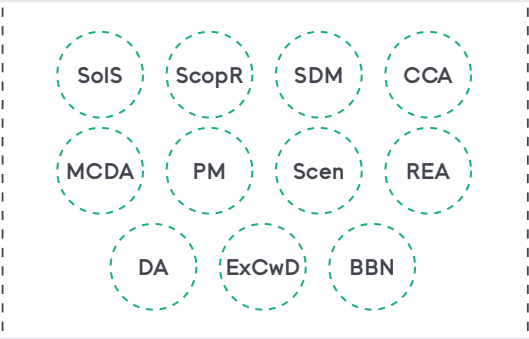 SolS ScopR SDM CCA
MCDA PM Scen REA
DA ExCwD BBN